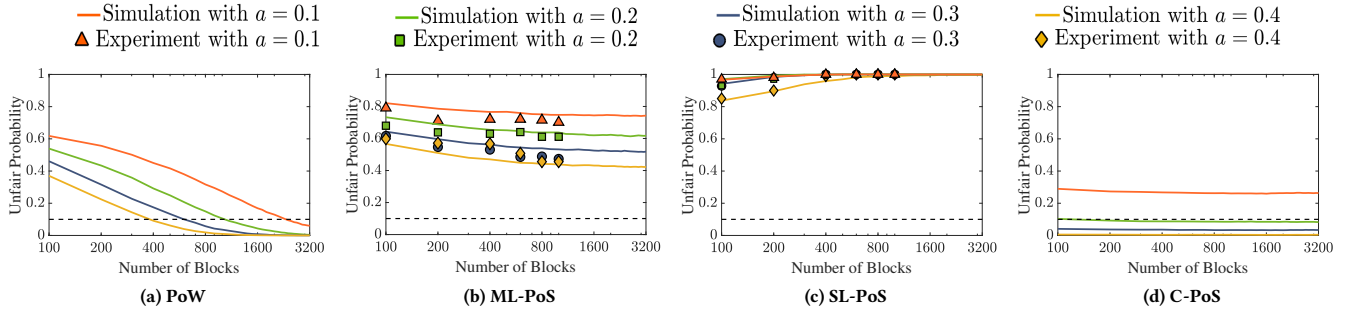 Simulation with a = 0.1 Simulation with a = 0.2 Simulation with a = 0.3 Simulation with a = 0.4
Experiment with a = 0.1 Experiment with a = 0.2 Experiment with a = 0.3 Experiment with a = 0.4
Unfair Probability
1
0.8
0.6
0.4
0.2
0
100 200 400 800 1600 3200
Number of Blocks
(a) PoW
Unfair Probability
1
0.8
0.6
0.4
0.2
0
100 200 400 800 1600 3200
Number of Blocks
(b) ML-PoS
Unfair Probability
1
0.8
0.6
0.4
0.2
0
100 200 400 800 1600 3200
Number of Blocks
(c) SL-PoS
Unfair Probability
1
0.8
0.6
0.4
0.2
0
100 200 400 800 1600 3200
Number of Blocks
(d) C-PoS